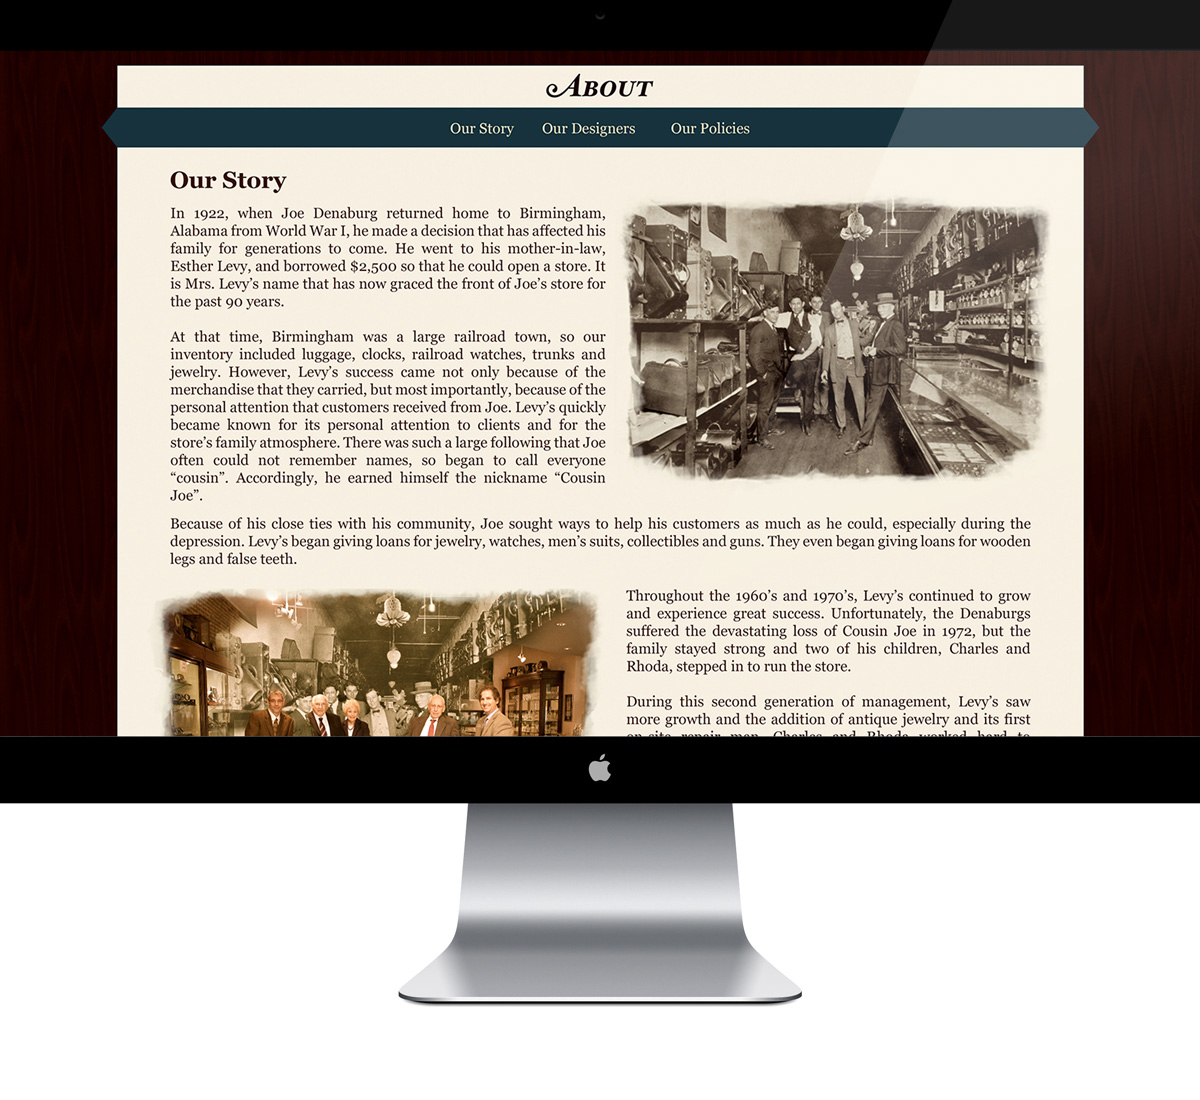 About
Our Story Our Designers Our Policies
Our Story
In 1922, when Joe Denaburg returned home to Birmingham,
Alabama from World War I, he made a decision that has affected his
family for generations to come. He went to his mother-in-law,
Esther Levy, and borrowed $2,500 so that he could open a store. It
is Mrs. Levy’s name that has now graced the front of Joe’s store for
the past 90 years.
At that time, Birmingham was a large railroad town, so our
inventory included luggage, clocks, railroad watches, trunks and
jewelry. However, Levy’s success came not only because of the
merchandise that they carried, but most importantly, because of the
personal attention that customers received from Joe. Levy’s quickly
became known for its personal attention to clients and for the
store’s family atmosphere. There was such a large following that Joe
often could not remember names, so began to call everyone
“cousin”. Accordingly, he earned himself the nickname “Cousin
Joe”.
Because of his close ties with his community, Joe sought ways to help his customers as much as he could, especially during the
depression. Levy’s began giving loans for jewelry, watches, men’s suits, collectibles and guns. They even began giving loans for wooden
legs and false teeth.
Throughout the 1960’s and 1970’s, Levy’s continued to grow
and experience great success. Unfortunately, the Denaburgs
suffered the devastating loss of Cousin Joe in 1972, but the
family stayed strong and two of his children, Charles and
Rhoda, stepped in to run the store.
During this second generation of management, Levy’s saw
more growth and the addition of antique jewelry and its first
on-site repair man. Charles and Rhoda worked hard to